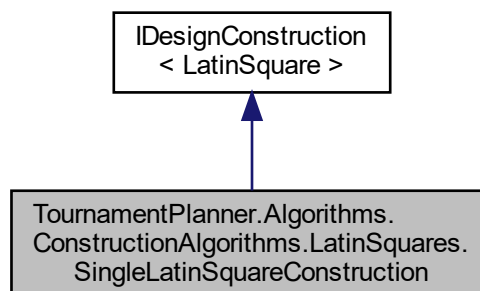 IDesignConstruction
< LatinSquare >
TournamentPlanner.Algorithms.
ConstructionAlgorithms.LatinSquares.
SingleLatinSquareConstruction